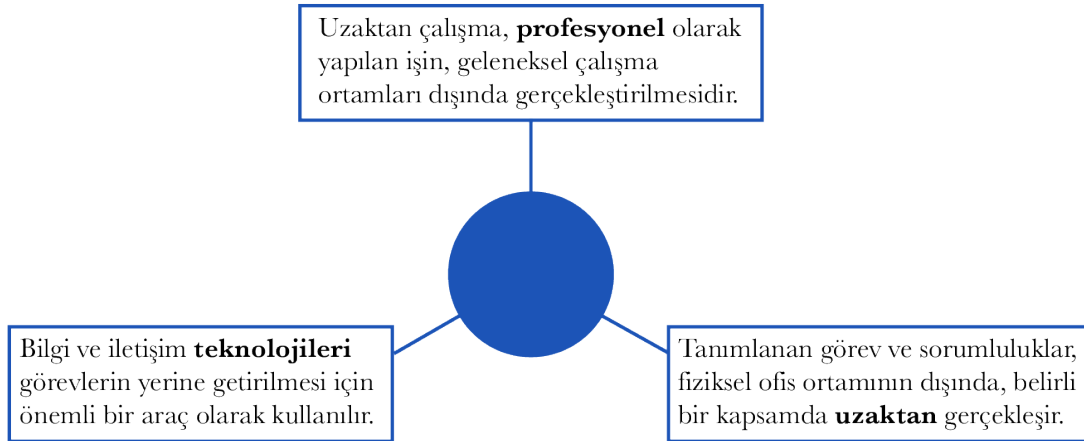 Uzaktan çalışma, profesyonel olarak
yapılan işin, geleneksel çalışma
ortamları dışında gerçekleştirilmesidir.
Bilgi ve iletişim teknolojileri
görevlerin yerine getirilmesi için
önemli bir araç olarak kullanılır.
Tanımlanan görev ve sorumluluklar,
fiziksel ofis ortamının dışında, belirli
bir kapsamda uzaktan gerçekleşir.